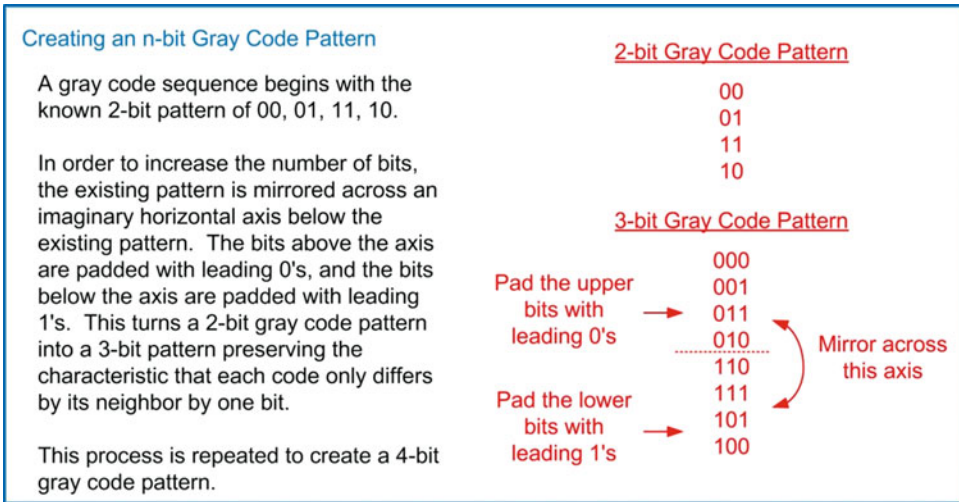 Creating an n-bit Gray Code Pattern
A gray code sequence begins with the
known 2-bit pattern of 00, 01, 11, 10.
In order to increase the number of bits,
the existing pattern is mirrored across an
imaginary horizontal axis below the
existing pattern.  The bits above the axis
are padded with leading 0's, and the bits
below the axis are padded with leading
1's.  This turns a 2-bit gray code pattern
into a 3-bit pattern preserving the
characteristic that each code only differs
by its neighbor by one bit.
This process is repeated to create a 4-bit
gray code pattern.
2-bit Gray Code Pattern
00
01
11
10
3-bit Gray Code Pattern
000
001
011
010
110
111
101
100
Pad the upper
bits with
leading 0's
Pad the lower
bits with
leading 1's
Mirror across
this axis